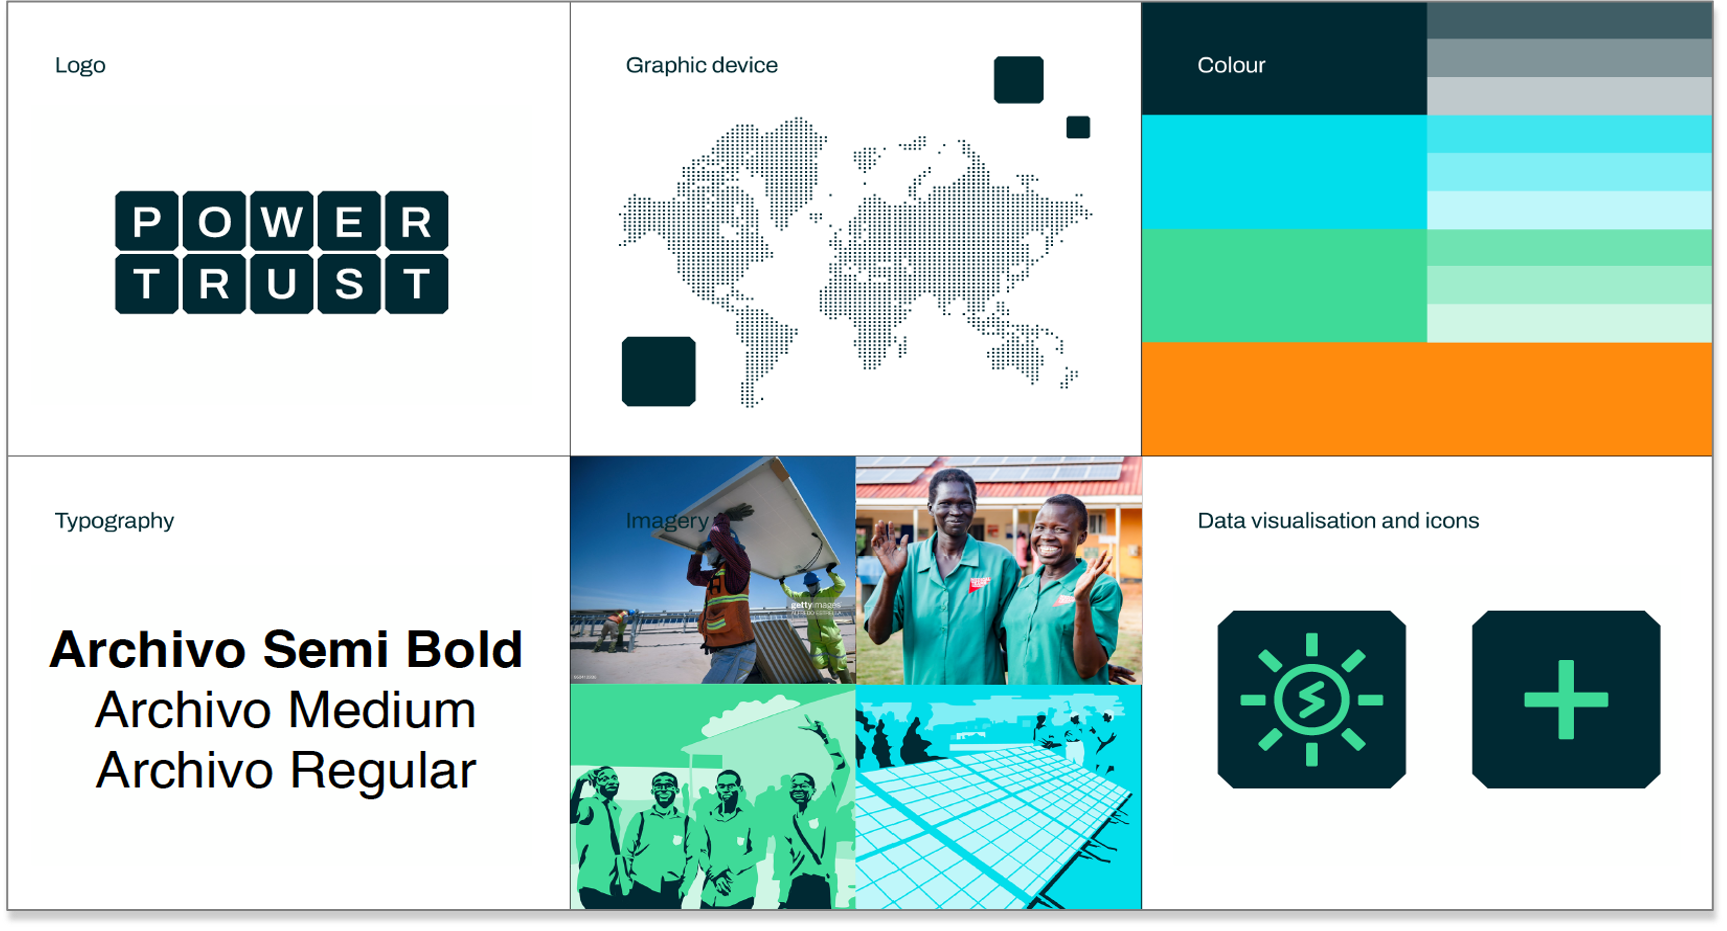 Logo
POWER
TRUST
Graphic device
Colour
Typography
Archivo Semi Bold
Archivo Medium
Archivo Regular
Imagery
gettyimages
Data visualisation and icons